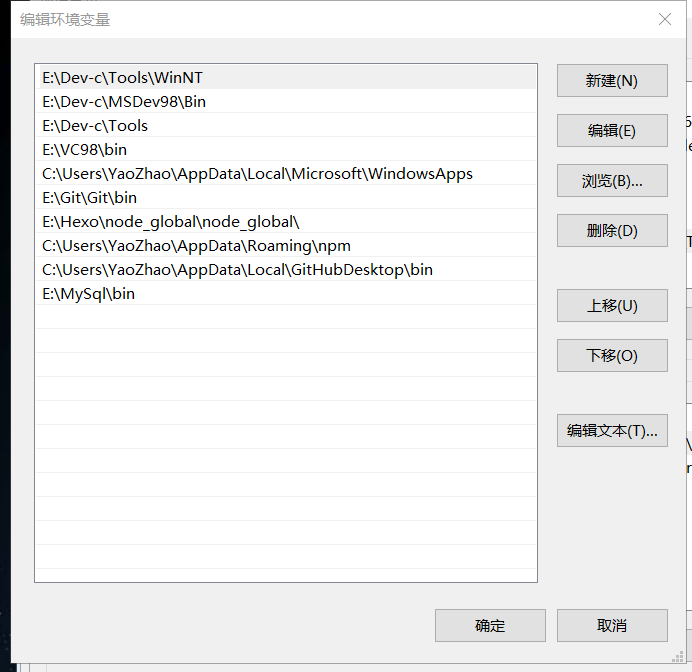 编辑环境变量
E:\Dev-c\Tools\WinNT
E:\Dev-c\MSDev98\Bin
E:\Dev-c\Tools
E:\VC98\bin
C:\Users\YaoZhao\AppData\Local\Microsoft\WindowsApps
E:\Git\Git\bin
E:\Hexo\node_global\node_global\
C:\Users\YaoZhao\AppData\Roaming\npm
C:\Users\YaoZhao\AppData\Local\GitHubDesktop\bin
E:\MySql\bin
新建(N)
编辑(E)
浏览(B)...
删除(D)
上移(U)
下移(O)
编辑文本(T)...
确定
取消